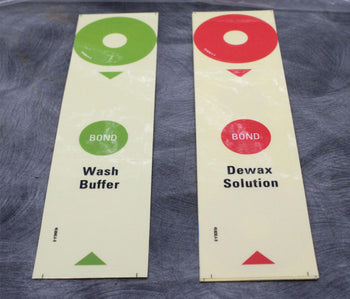 BOND
Wash
Buffer
BOND
Dewax
Solution